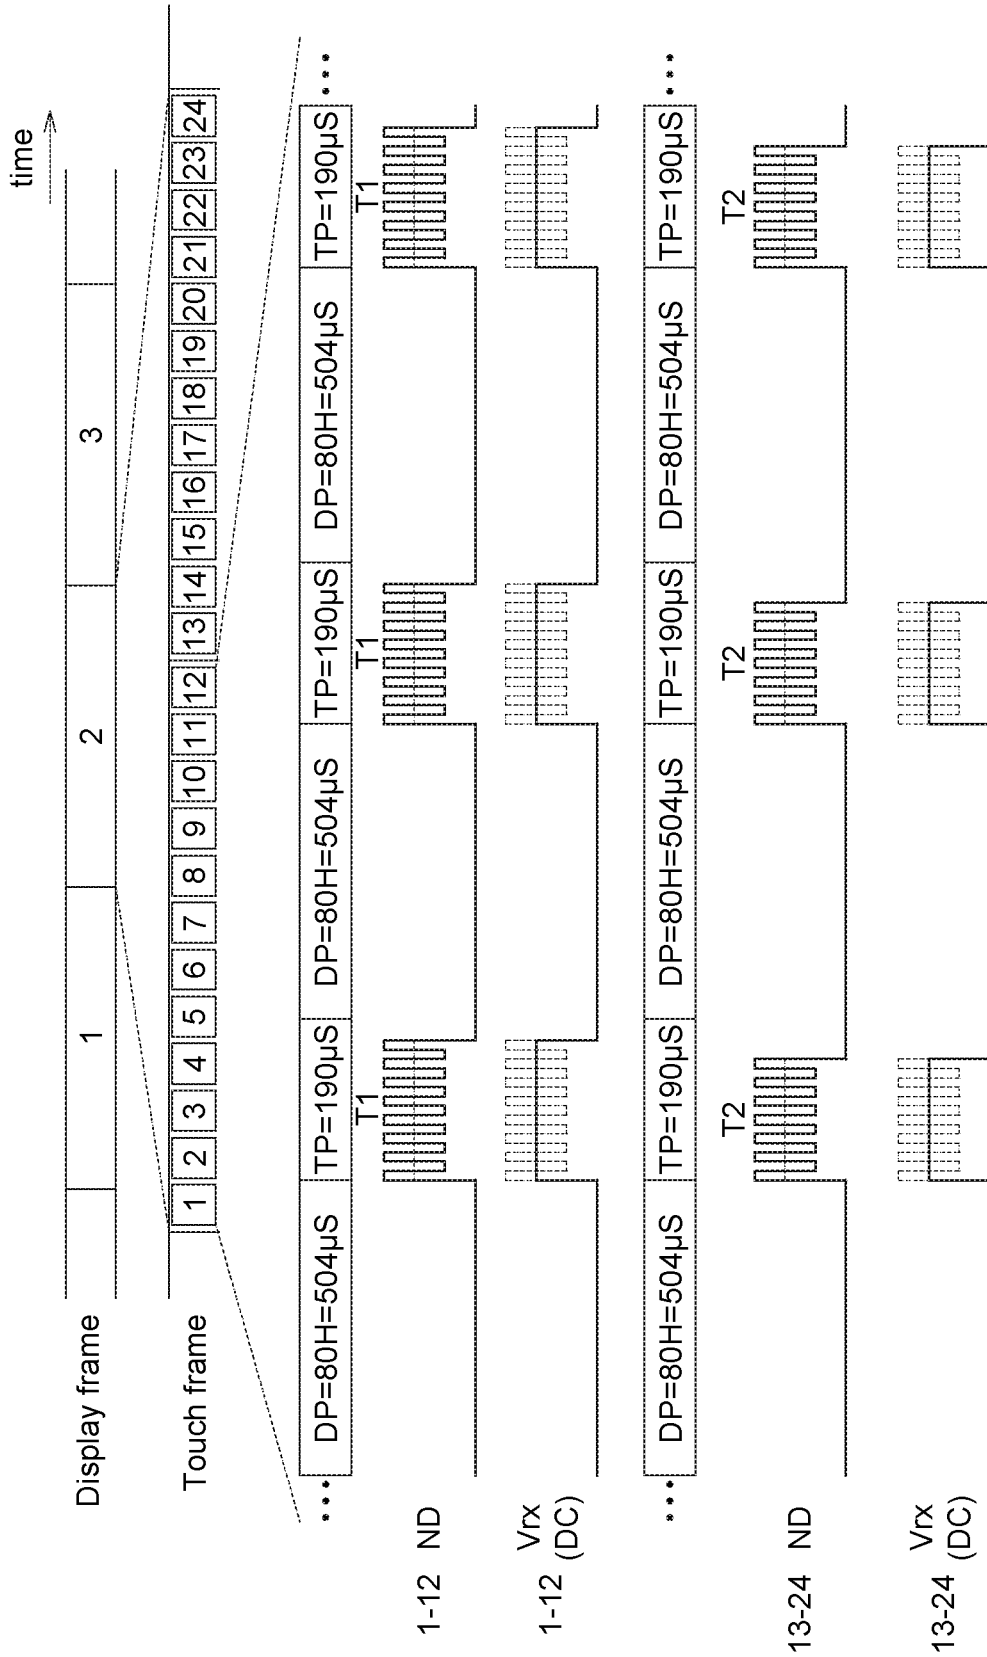 time
Display frame 1 2 3
Touch frame 1 2 3 4 5 6 7 8 9 10 11 12 13 14 15 16 17 18 19 20 21 22 23 24
••• DP=80H=504µS TP=190µS DP=80H=504µS TP=190µS DP=80H=504µS TP=190µS •••
T1 T1 T1
1-12 ND
1-12 Vrx
(DC)
••• DP=80H=504µS TP=190µS DP=80H=504µS TP=190µS DP=80H=504µS TP=190µS •••
T2 T2 T2
13-24 ND
13-24 Vrx
(DC)